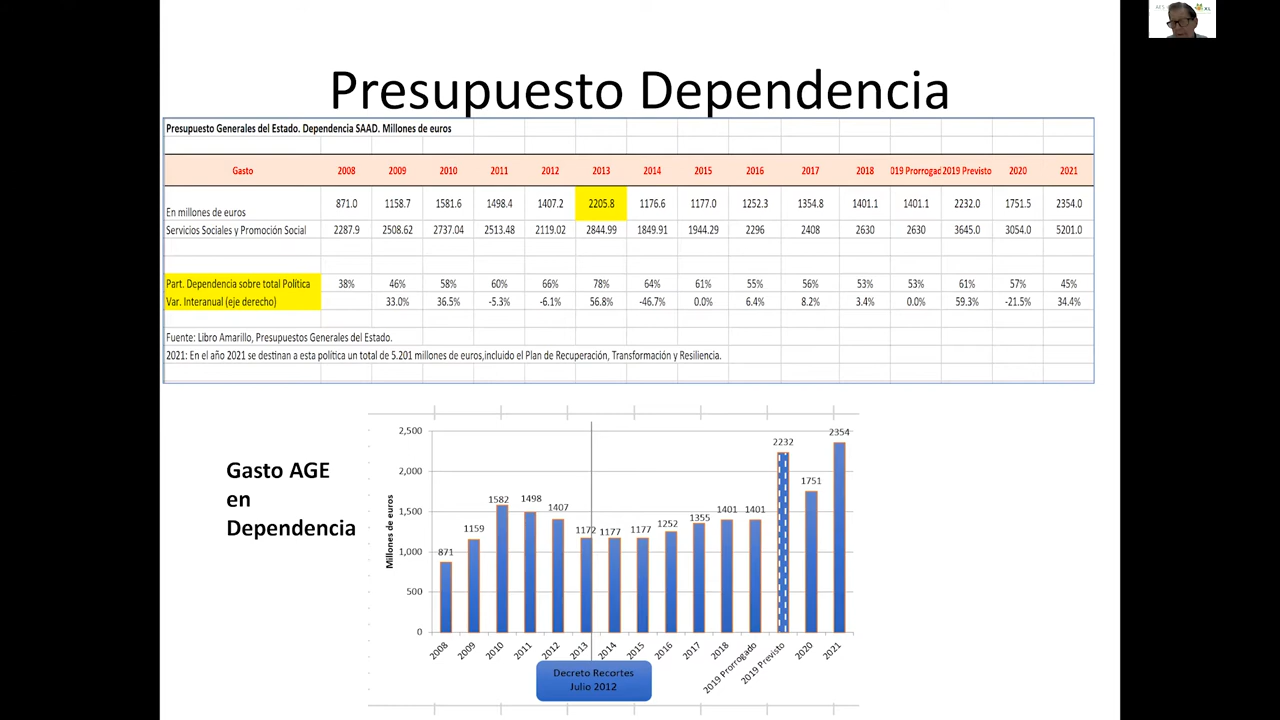 Presupuesto Dependencia
Presupuesto Generales del Estado. Dependencia SAAD. Millones de euros
Gasto 2008 2009 2010 2011 2012 2013 2014 2015 2016 2017 2018 019 Prorrogad 2019 Previsto 2020 2021
En millones de euros 871.0 1158.7 1581.6 1498.4 1407.2 2205.8 1176.6 1177.0 1252.3 1354.8 1401.1 1401.1 2232.0 1751.5 2354.0
Servicios Sociales y Promoción Social 2287.9 2508.62 2737.04 2513.48 2119.02 2844.99 1849.91 1944.29 2296 2408 2630 2630 3645.0 3054.0 5201.0
Part. Dependencia sobre total Política 38% 46% 58% 60% 66% 78% 64% 61% 55% 56% 53% 53% 61% 57% 45%
Var. Interanual (eje derecho) 33.0% 36.5% -5.3% -6.1% 56.8% -46.7% 0.0% 6.4% 8.2% 3.4% 0.0% 59.3% -21.5% 34.4%
Fuente: Libro Amarillo, Presupuestos Generales del Estado.
2021: En el año 2021 se destinan a esta política un total de 5.201 millones de euros,incluido el Plan de Recuperación, Transformación y Resiliencia.
Gasto AGE
en
Dependencia
Millones de euros
2,500
2,000
1,500
1,000
500
0
871 1159 1582 1498 1407 1172 1177 1177 1252 1355 1401 1401 2232 1751 2354
2008 2009 2010 2011 2012 2013 2014 2015 2016 2017 2018 2019 Prorrogado 2019 Previsto 2020 2021
Decreto Recortes
Julio 2012
XL